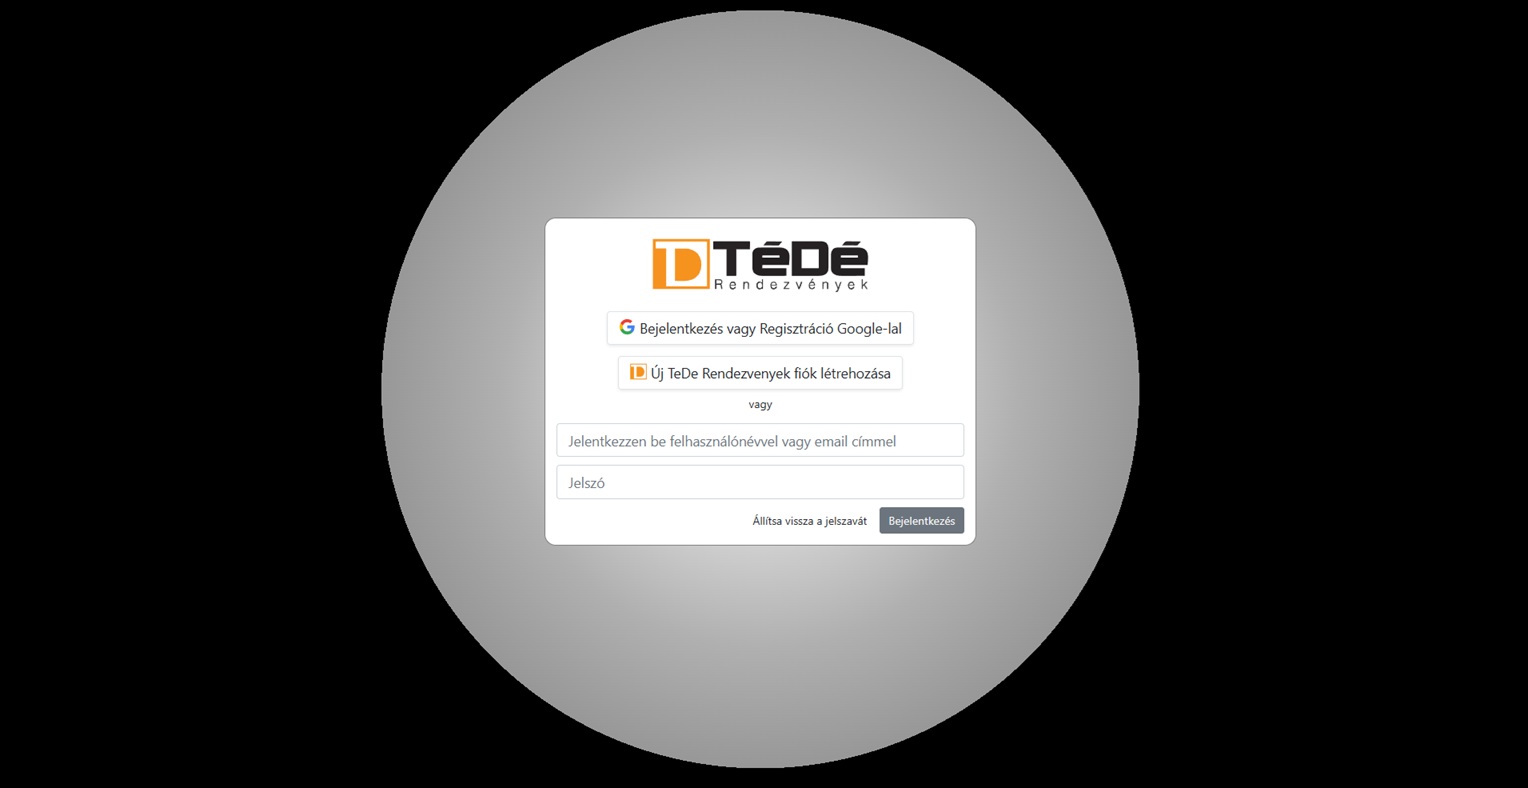 TD TéDé
Rendezvények
Bejelentkezés vagy Regisztráció Google-lal
Új TeDe Rendezvenyek fiók létrehozása
vagy
Jelentkezzen be felhasználónévvel vagy email címmel
Jelszó
Állítsa vissza a jelszavát Bejelentkezés